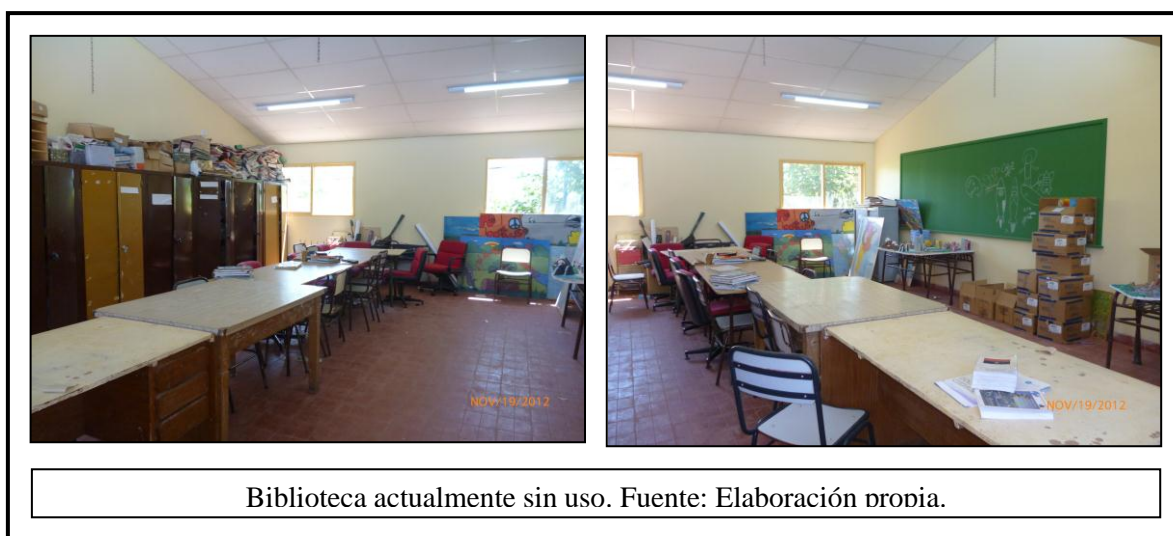 NOV/19/2012
NOV/19/2012
Biblioteca actualmente sin uso. Fuente: Elaboración propia.